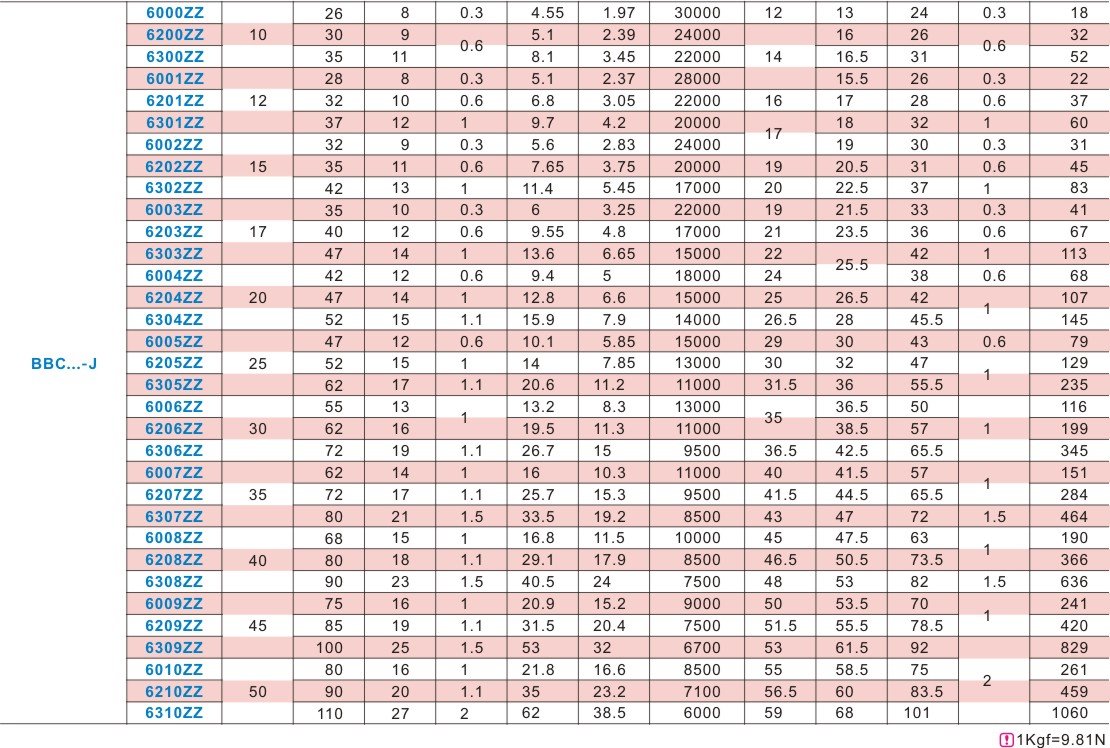 6000ZZ 26 8 0.3 4.55 1.97 30000 12 13 24 0.3 18
6200ZZ 10 30 9 0.6 5.1 2.39 24000 16 26 0.6 32
6300ZZ 35 11 8.1 3.45 22000 14 16.5 31 52
6001ZZ 28 8 0.3 5.1 2.37 28000 15.5 26 0.3 22
6201ZZ 12 32 10 0.6 6.8 3.05 22000 16 17 28 0.6 37
6301ZZ 37 12 1 9.7 4.2 20000 17 18 32 1 60
6002ZZ 32 9 0.3 5.6 2.83 24000 19 30 0.3 31
6202ZZ 15 35 11 0.6 7.65 3.75 20000 19 20.5 31 0.6 45
6302ZZ 42 13 1 11.4 5.45 17000 20 22.5 37 1 83
6003ZZ 35 10 0.3 6 3.25 22000 19 21.5 33 0.3 41
6203ZZ 17 40 12 0.6 9.55 4.8 17000 21 23.5 36 0.6 67
6303ZZ 47 14 1 13.6 6.65 15000 22 25.5 42 1 113
6004ZZ 42 12 0.6 9.4 5 18000 24 38 0.6 68
6204ZZ 20 47 14 1 12.8 6.6 15000 25 26.5 42 1 107
6304ZZ 52 15 1.1 15.9 7.9 14000 26.5 28 45.5 145
6005ZZ 47 12 0.6 10.1 5.85 15000 29 30 43 0.6 79
BBC...-J 6205ZZ 25 52 15 1 14 7.85 13000 30 32 47 1 129
6305ZZ 62 17 1.1 20.6 11.2 11000 31.5 36 55.5 235
6006ZZ 55 13 1 13.2 8.3 13000 35 36.5 50 116
6206ZZ 30 62 16 19.5 11.3 11000 38.5 57 1 199
6306ZZ 72 19 1.1 26.7 15 9500 36.5 42.5 65.5 345
6007ZZ 62 14 1 16 10.3 11000 40 41.5 57 1 151
6207ZZ 35 72 17 1.1 25.7 15.3 9500 41.5 44.5 65.5 284
6307ZZ 80 21 1.5 33.5 19.2 8500 43 47 72 1.5 464
6008ZZ 68 15 1 16.8 11.5 10000 45 47.5 63 1 190
6208ZZ 40 80 18 1.1 29.1 17.9 8500 46.5 50.5 73.5 366
6308ZZ 90 23 1.5 40.5 24 7500 48 53 82 1.5 636
6009ZZ 75 16 1 20.9 15.2 9000 50 53.5 70 1 241
6209ZZ 45 85 19 1.1 31.5 20.4 7500 51.5 55.5 78.5 420
6309ZZ 100 25 1.5 53 32 6700 53 61.5 92 829
6010ZZ 80 16 1 21.8 16.6 8500 55 58.5 75 2 261
6210ZZ 50 90 20 1.1 35 23.2 7100 56.5 60 83.5 459
6310ZZ 110 27 2 62 38.5 6000 59 68 101 1060
! 1Kgf=9.81N